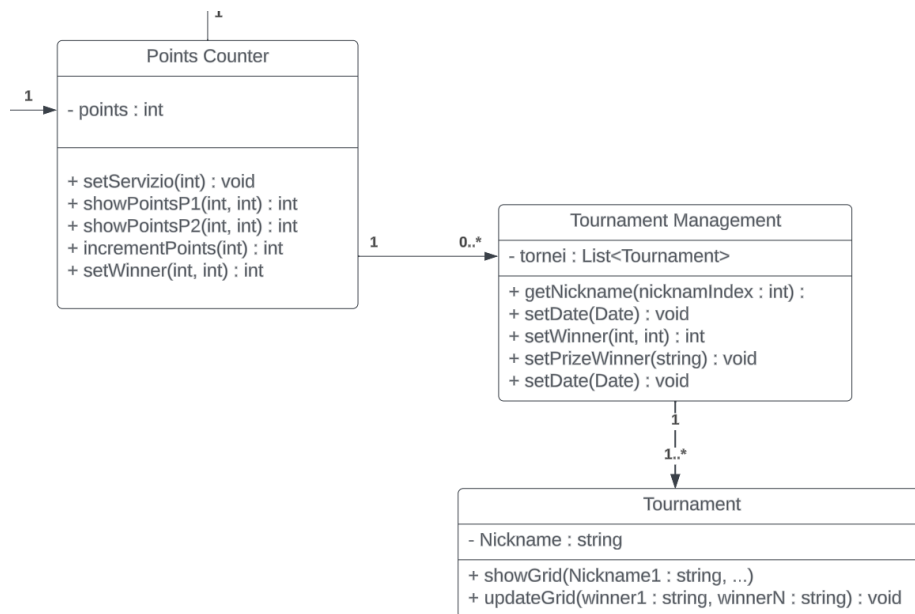 1
Points Counter
1
- points : int
+ setServizio(int) : void
+ showPointsP1(int, int) : int
+ showPointsP2(int, int) : int
+ incrementPoints(int) : int
+ setWinner(int, int) : int
1
0..*
Tournament Management
- tornei : List<Tournament>
+ getNickname(nicknamIndex : int) :
+ setDate(Date) : void
+ setWinner(int, int) : int
+ setPrizeWinner(string) : void
+ setDate(Date) : void
1
1..*
Tournament
- Nickname : string
+ showGrid(Nickname1 : string, ...)
+ updateGrid(winner1 : string, winnerN : string) : void